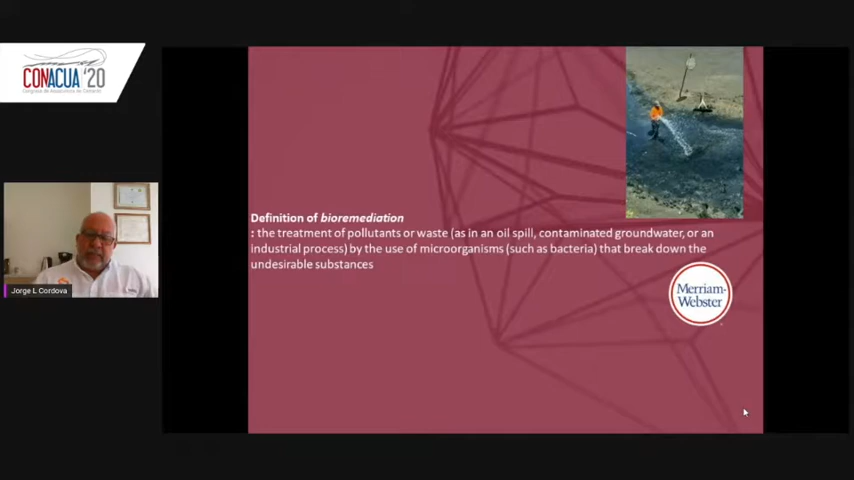 CONACUA '20
Definition of bioremediation
: the treatment of pollutants or waste (as in an oil spill, contaminated groundwater, or an
industrial process) by the use of microorganisms (such as bacteria) that break down the
undesirable substances
Merriam-
Webster
Jorge L Cordova